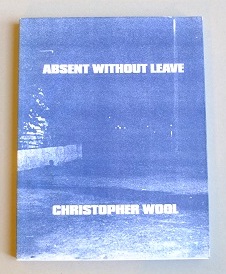 ABSENT WITHOUT LEAVE
CHRISTOPHER WOOL